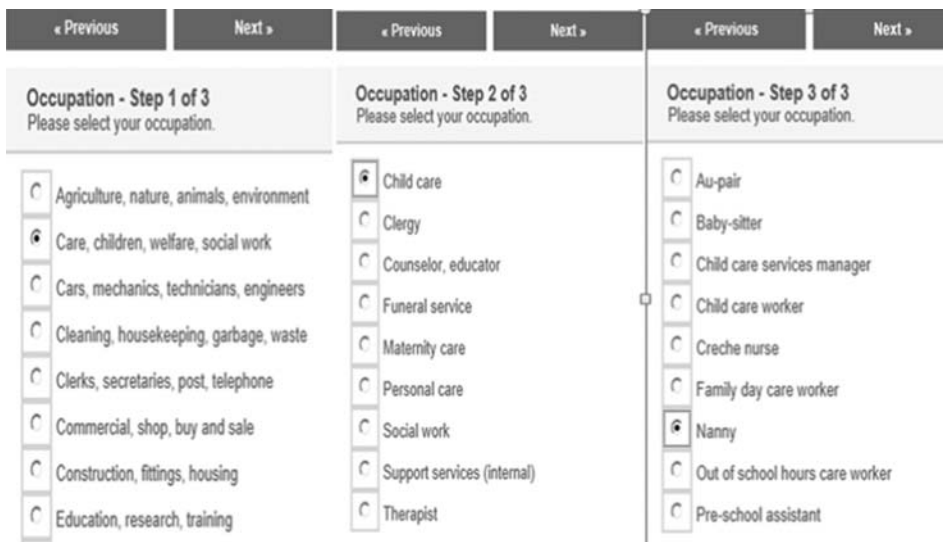 « Previous Next »
Occupation - Step 1 of 3
Please select your occupation.
Agriculture, nature, animals, environment
Care, children, welfare, social work
Cars, mechanics, technicians, engineers
Cleaning, housekeeping, garbage, waste
Clerks, secretaries, post, telephone
Commercial, shop, buy and sale
Construction, fittings, housing
Education, research, training
« Previous Next »
Occupation - Step 2 of 3
Please select your occupation.
Child care
Clergy
Counselor, educator
Funeral service
Maternity care
Personal care
Social work
Support services (internal)
Therapist
« Previous Next »
Occupation - Step 3 of 3
Please select your occupation.
Au-pair
Baby-sitter
Child care services manager
Child care worker
Creche nurse
Family day care worker
Nanny
Out of school hours care worker
Pre-school assistant